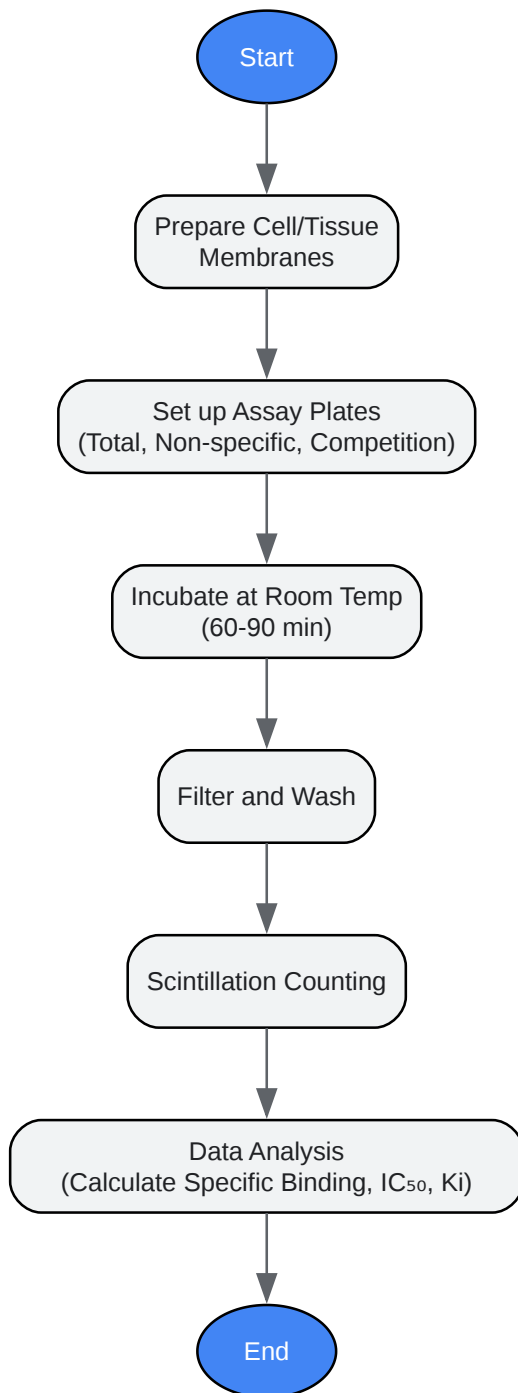 Start
Prepare Cell/Tissue
Membranes
Set up Assay Plates
(Total, Non-specific, Competition)
Incubate at Room Temp
(60-90 min)
Filter and Wash
Scintillation Counting
Data Analysis
(Calculate Specific Binding, IC₅₀, Ki)
End